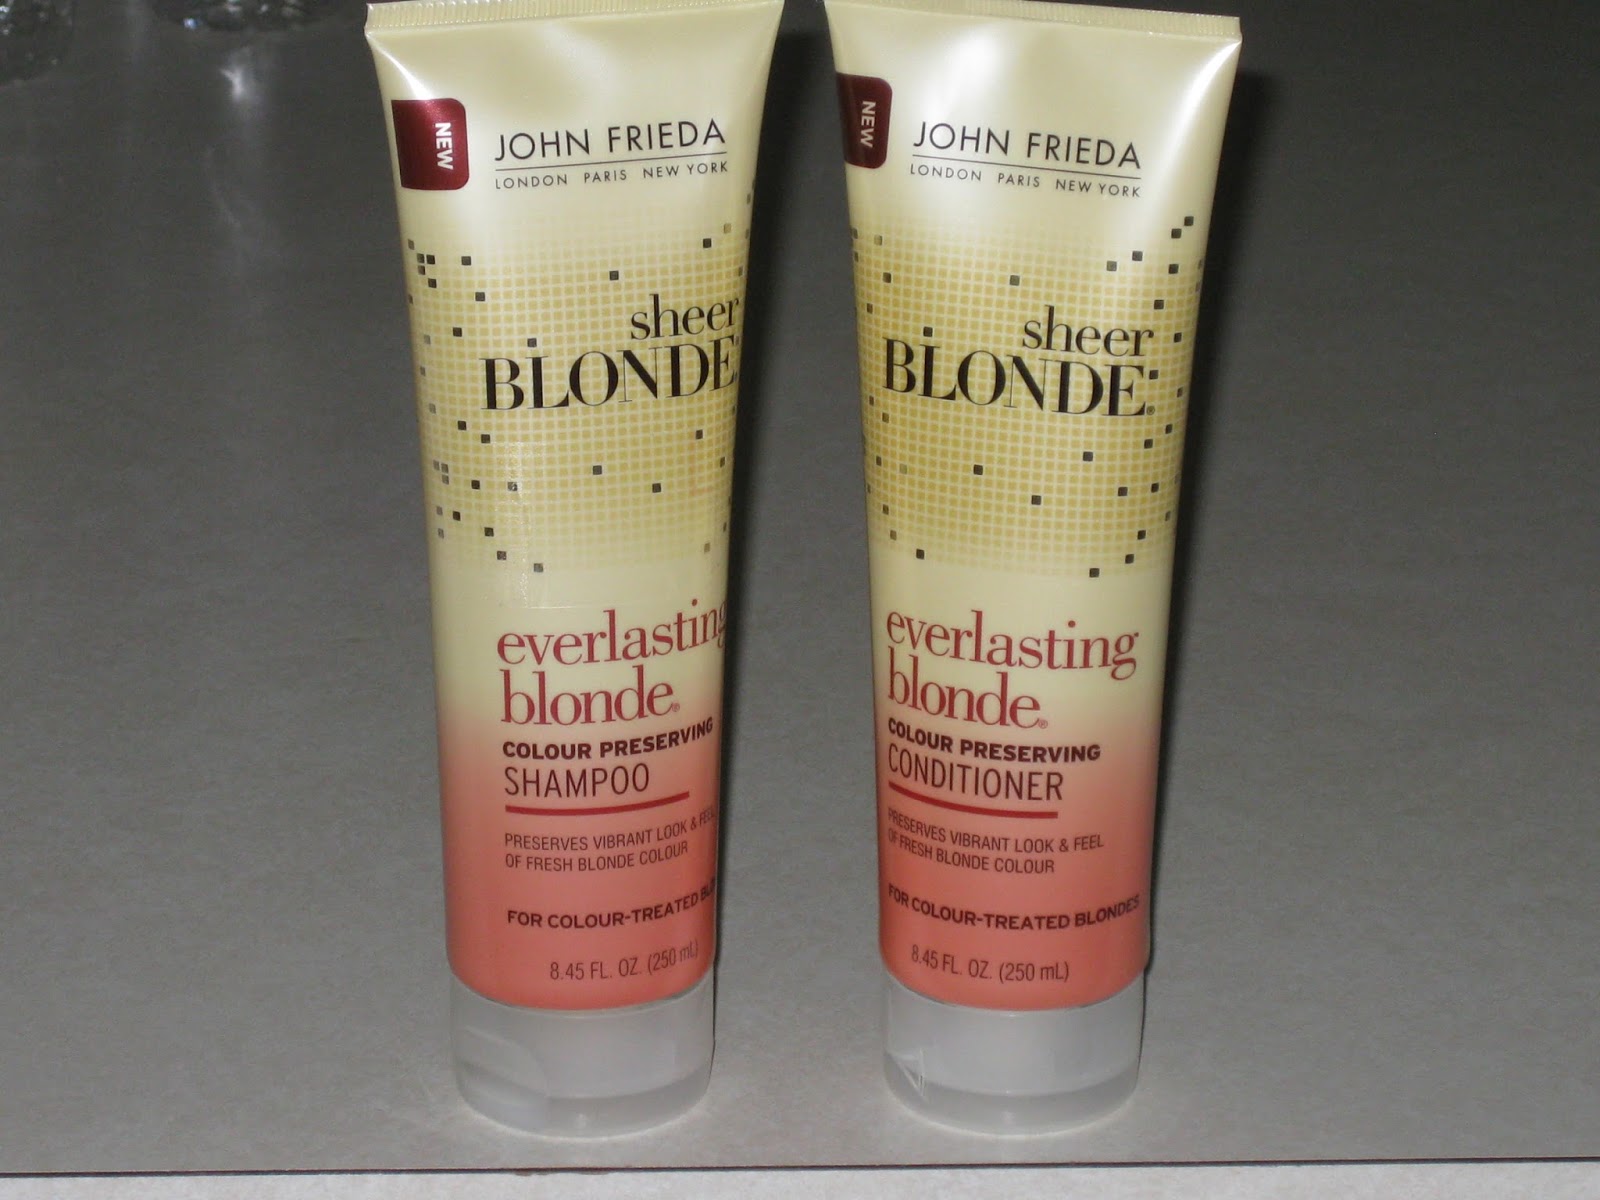 NEW
JOHN FRIEDA
LONDON PARIS NEW YORK
sheer
BLONDE
everlasting
blonde®
COLOUR PRESERVING
SHAMPOO
PRESERVES VIBRANT LOOK & FEEL
OF FRESH BLONDE COLOUR
FOR COLOUR-TREATED
8.45 FL. OZ. (250 mL)
NEW
JOHN FRIEDA
LONDON PARIS NEW YORK
sheer
BLONDE®
everlasting
blonde®
COLOUR PRESERVING
CONDITIONER
PRESERVES VIBRANT LOOK & FEEL
OF FRESH BLONDE COLOUR
FOR COLOUR-TREATED BLONDES
8.45 FL. OZ. (250 mL)